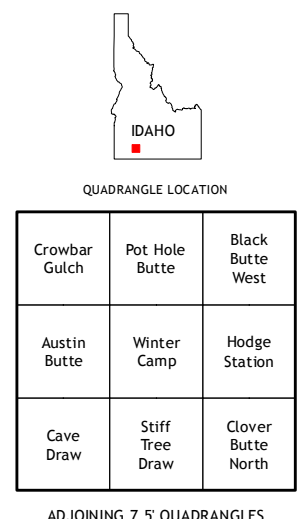 IDAHO
QUADRANGLE LOCATION
Crowbar
Gulch
Pot Hole
Butte
Black
Butte
West
Austin
Butte
Winter
Camp
Hodge
Station
Cave
Draw
Stiff
Tree
Draw
Clover
Butte
North
ADJOINING 7.5' QUADRANGLES